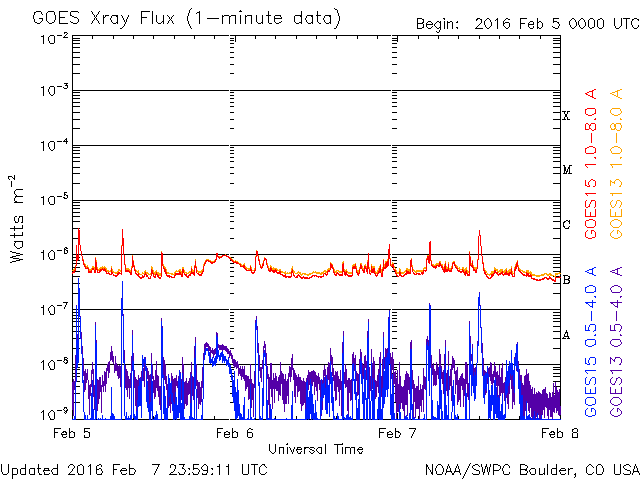 GOES Xray Flux (1-minute data)
Begin: 2016 Feb 5 0000 UTC
10⁻²
10⁻³
10⁻⁴
10⁻⁵
10⁻⁶
10⁻⁷
10⁻⁸
10⁻⁹
Watts m⁻²
X
M
C
B
A
GOES15 1.0-8.0 A
GOES13 1.0-8.0 A
GOES15 0.5-4.0 A
GOES13 0.5-4.0 A
Feb 5
Feb 6
Feb 7
Feb 8
Universal Time
Updated 2016 Feb 7 23:59:11 UTC
NOAA/SWPC Boulder, CO USA